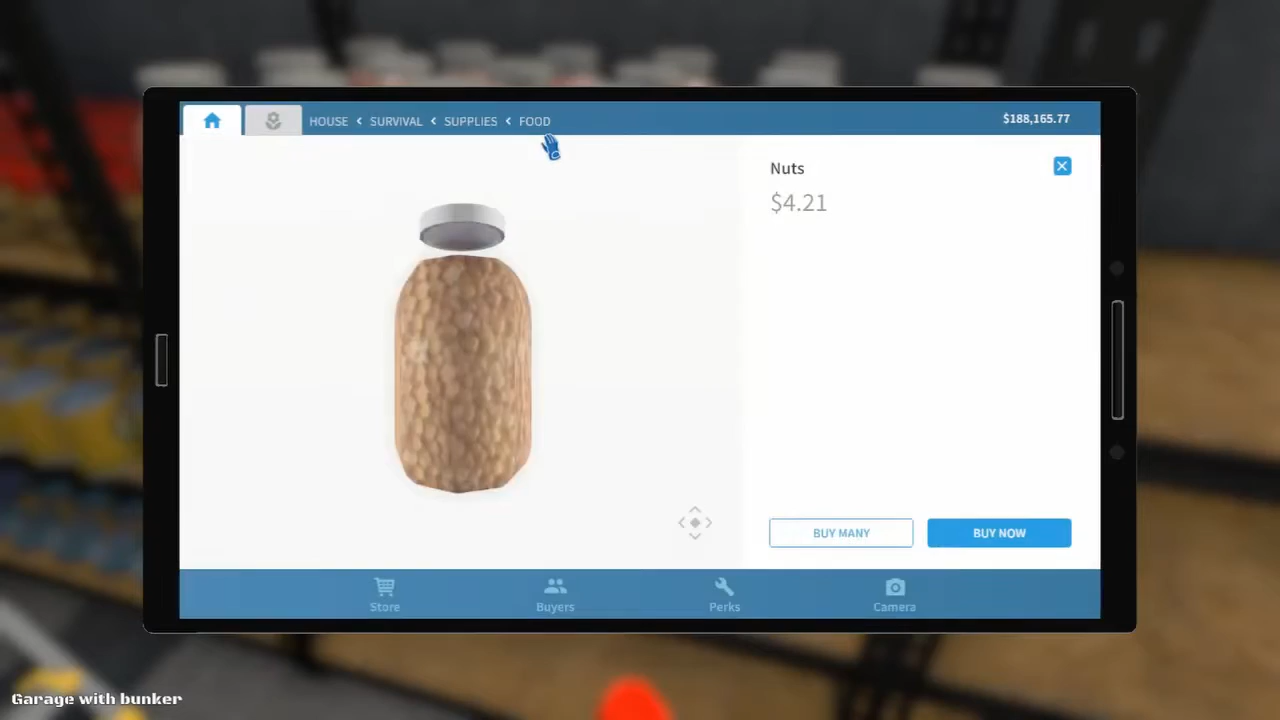 HOUSE < SURVIVAL < SUPPLIES < FOOD
$188,165.77
Nuts
$4.21
BUY MANY
BUY NOW
Store
Buyers
Perks
Camera
Garage with bunker